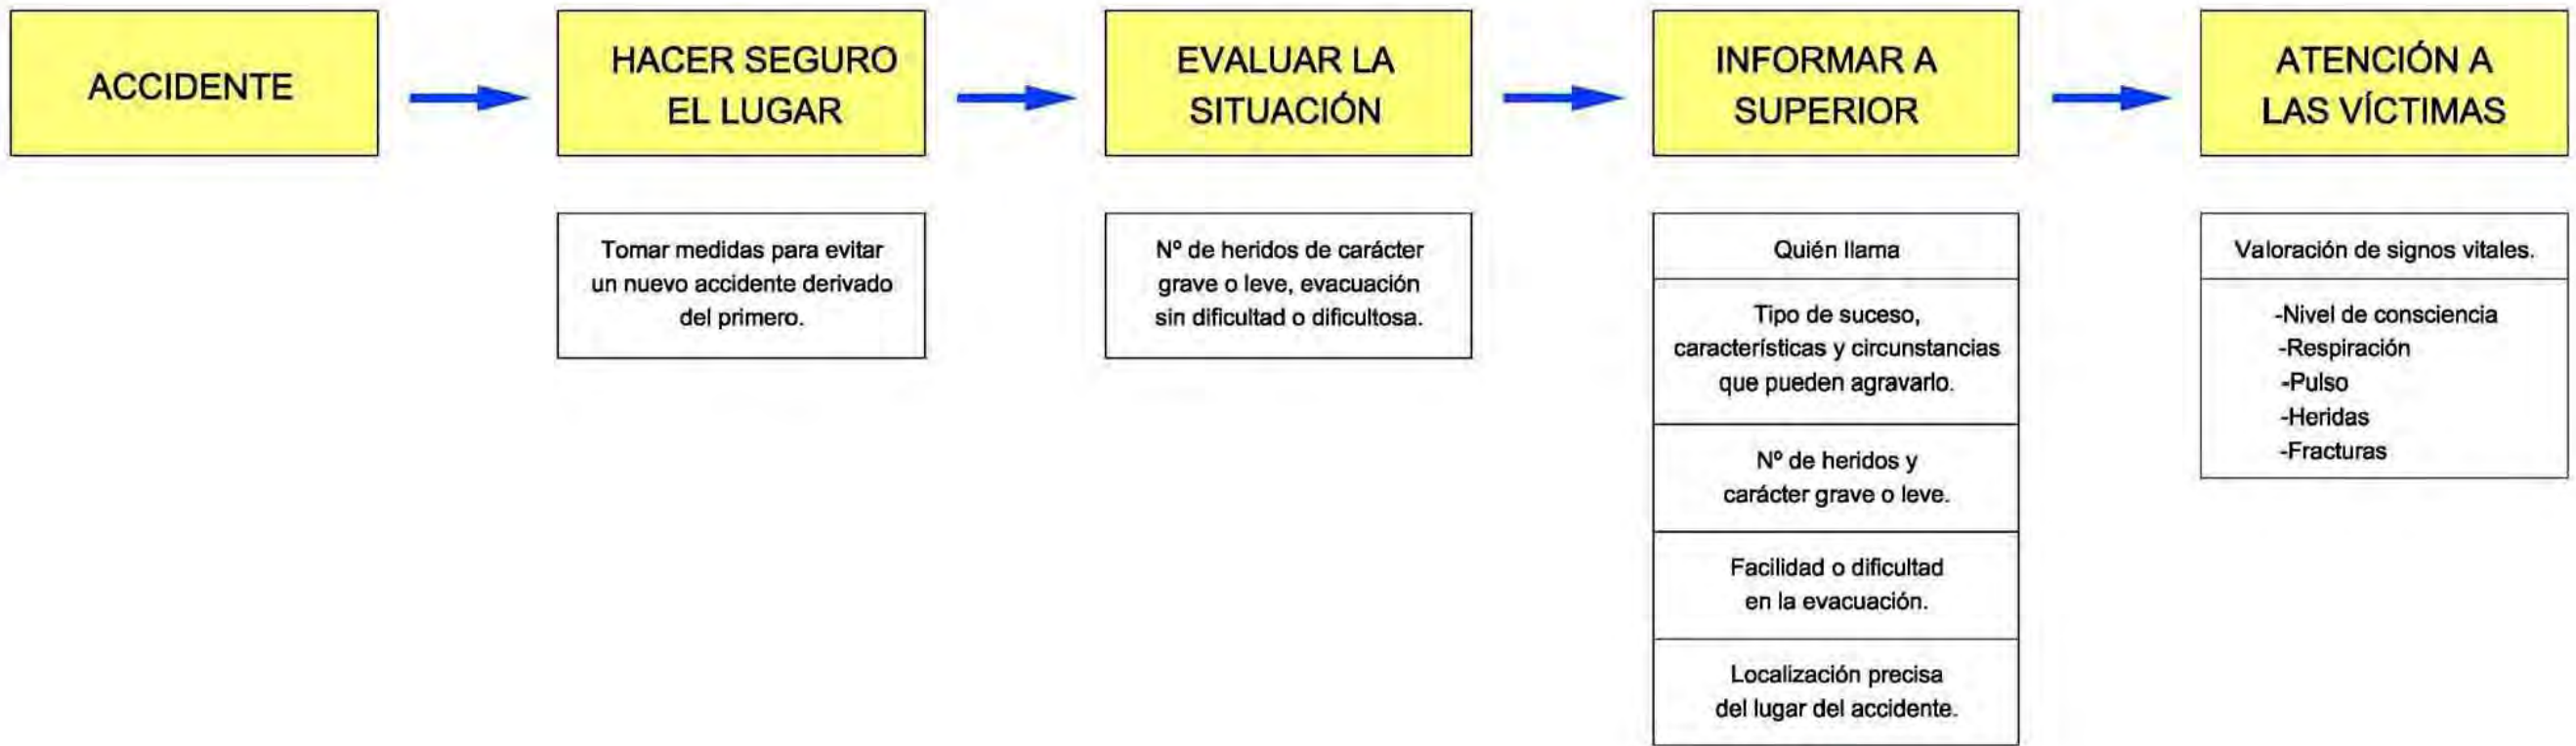 ACCIDENTE
HACER SEGURO
EL LUGAR
Tomar medidas para evitar
un nuevo accidente derivado
del primero.
EVALUAR LA
SITUACIÓN
Nº de heridos de carácter
grave o leve, evacuación
sin dificultad o dificultosa.
INFORMAR A
SUPERIOR
Quién llama
Tipo de suceso,
características y circunstancias
que pueden agravarlo.
Nº de heridos y
carácter grave o leve.
Facilidad o dificultad
en la evacuación.
Localización precisa
del lugar del accidente.
ATENCIÓN A
LAS VÍCTIMAS
Valoración de signos vitales.
-Nivel de consciencia
-Respiración
-Pulso
-Heridas
-Fracturas